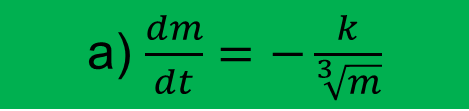 a) dm/dt = − k/∛m